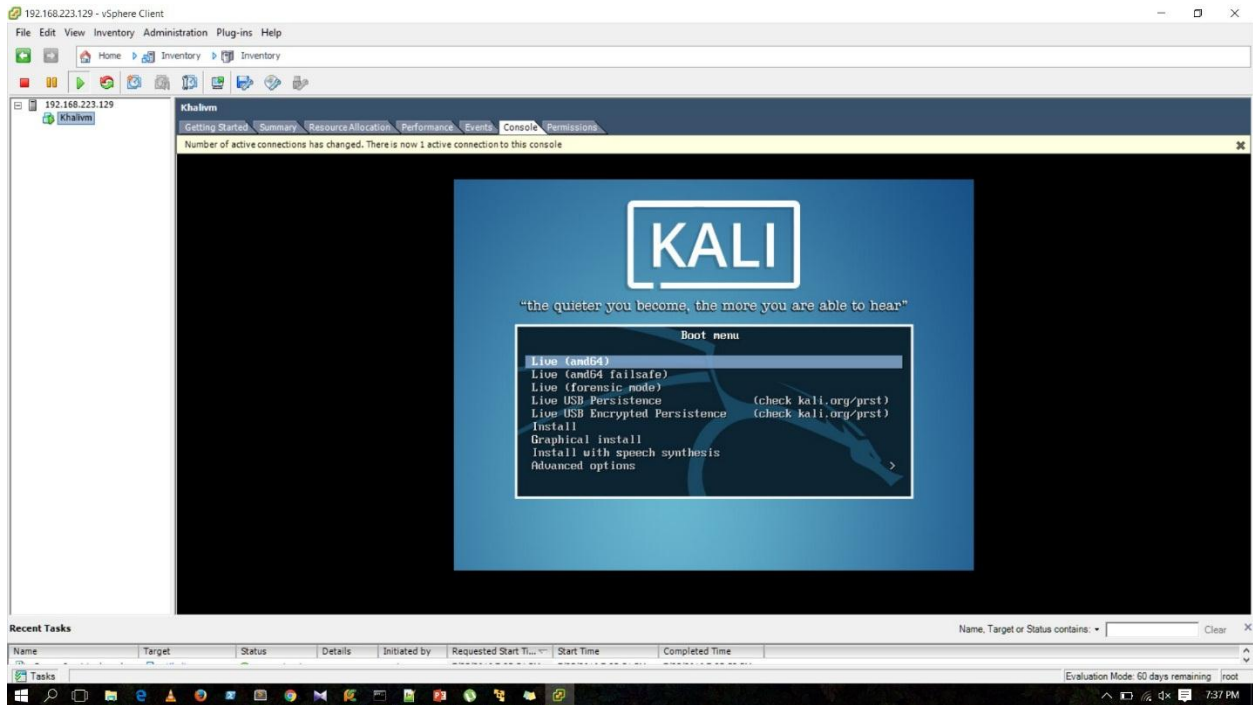 192.168.223.129 - vSphere Client
File Edit View Inventory Administration Plug-ins Help
Home Inventory Inventory
192.168.223.129
Khalivm
Khalivm
Getting Started Summary Resource Allocation Performance Events Console Permissions
Number of active connections has changed. There is now 1 active connection to this console
KALI
"the quieter you become, the more you are able to hear"
Boot menu
Live (amd64)
Live (amd64 failsafe)
Live (forensic mode)
Live USB Persistence (check kali.org/prst)
Live USB Encrypted Persistence (check kali.org/prst)
Install
Graphical install
Install with speech synthesis
Advanced options >
Recent Tasks
Name, Target or Status contains: Clear
Name Target Status Details Initiated by Requested Start Ti... Start Time Completed Time
Tasks
Evaluation Mode: 60 days remaining root
7:37 PM